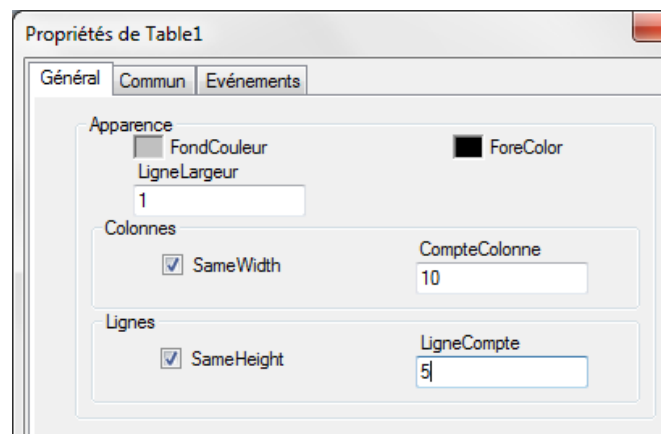 Propriétés de Table1
Général Commun Evénements
Apparence
FondCouleur ForeColor
LigneLargeur
1
Colonnes
SameWidth
CompteColonne
10
Lignes
SameHeight
LigneCompte
5